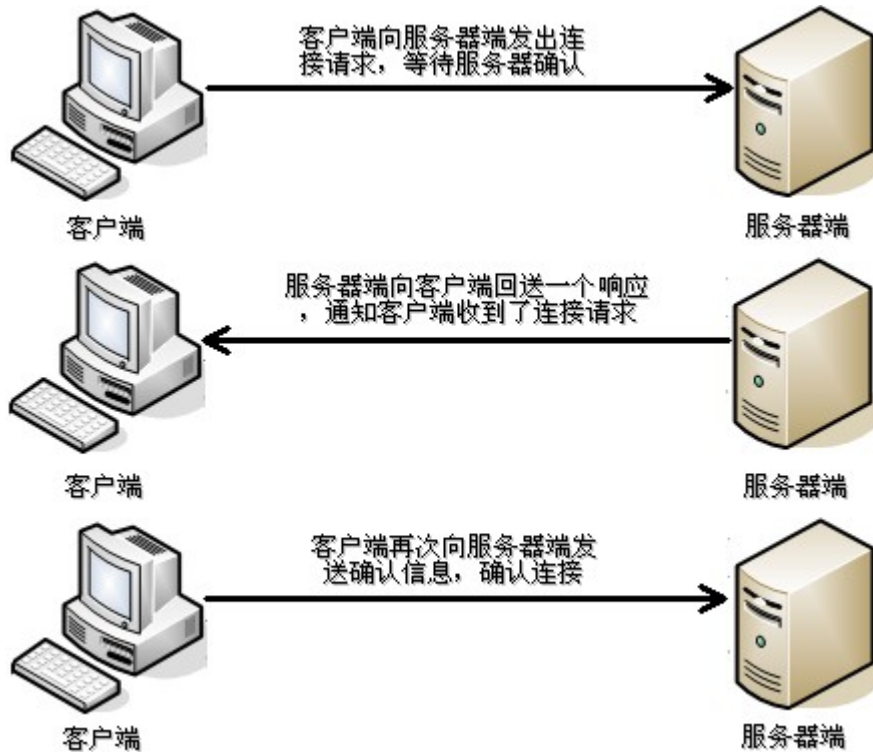 客户端向服务器端发出连
接请求，等待服务器确认
客户端
服务器端
服务器端向客户端回送一个响应
，通知客户端收到了连接请求
客户端
服务器端
客户端再次向服务器端发
送确认信息，确认连接
客户端
服务器端